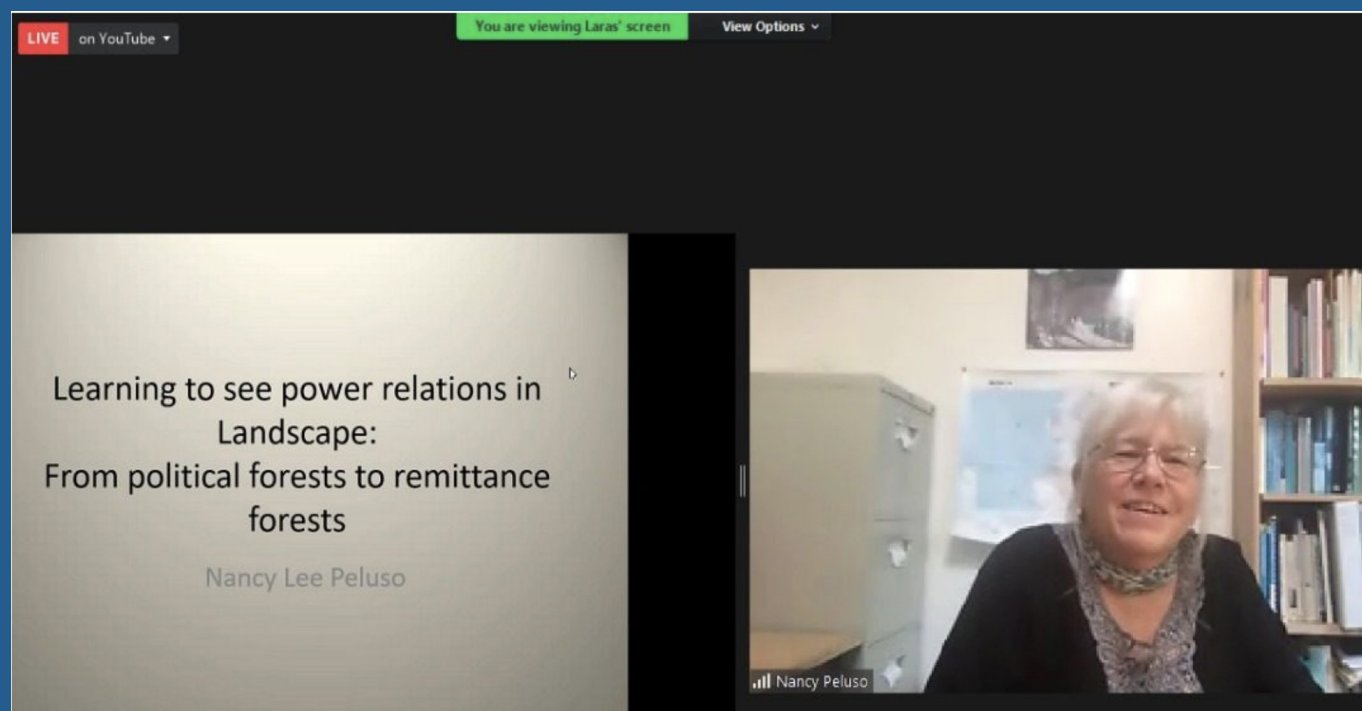 LIVE on YouTube
You are viewing Laras' screen
View Options
Learning to see power relations in
Landscape:
From political forests to remittance
forests
Nancy Lee Peluso
Nancy Peluso